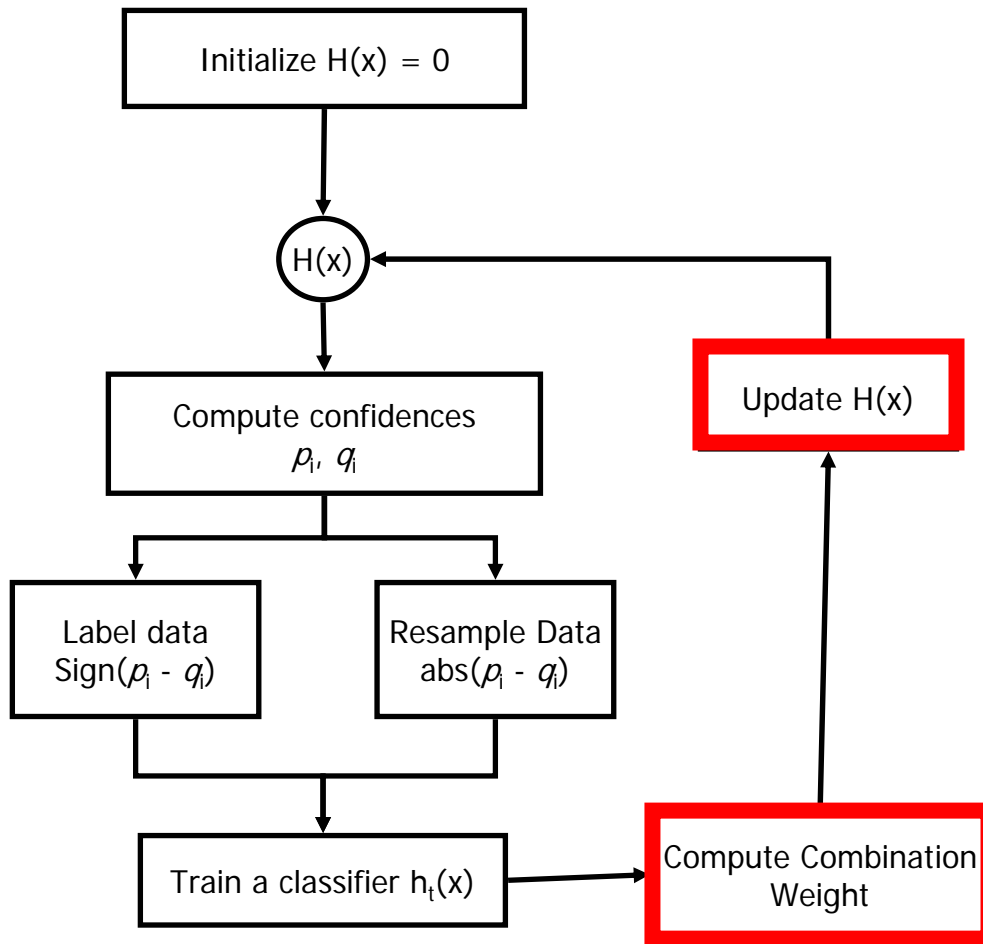 Initialize H(x) = 0
H(x)
Update H(x)
Compute confidences
pᵢ, qᵢ
Label data
Sign(pᵢ - qᵢ)
Resample Data
abs(pᵢ - qᵢ)
Train a classifier hₜ(x)
Compute Combination
Weight